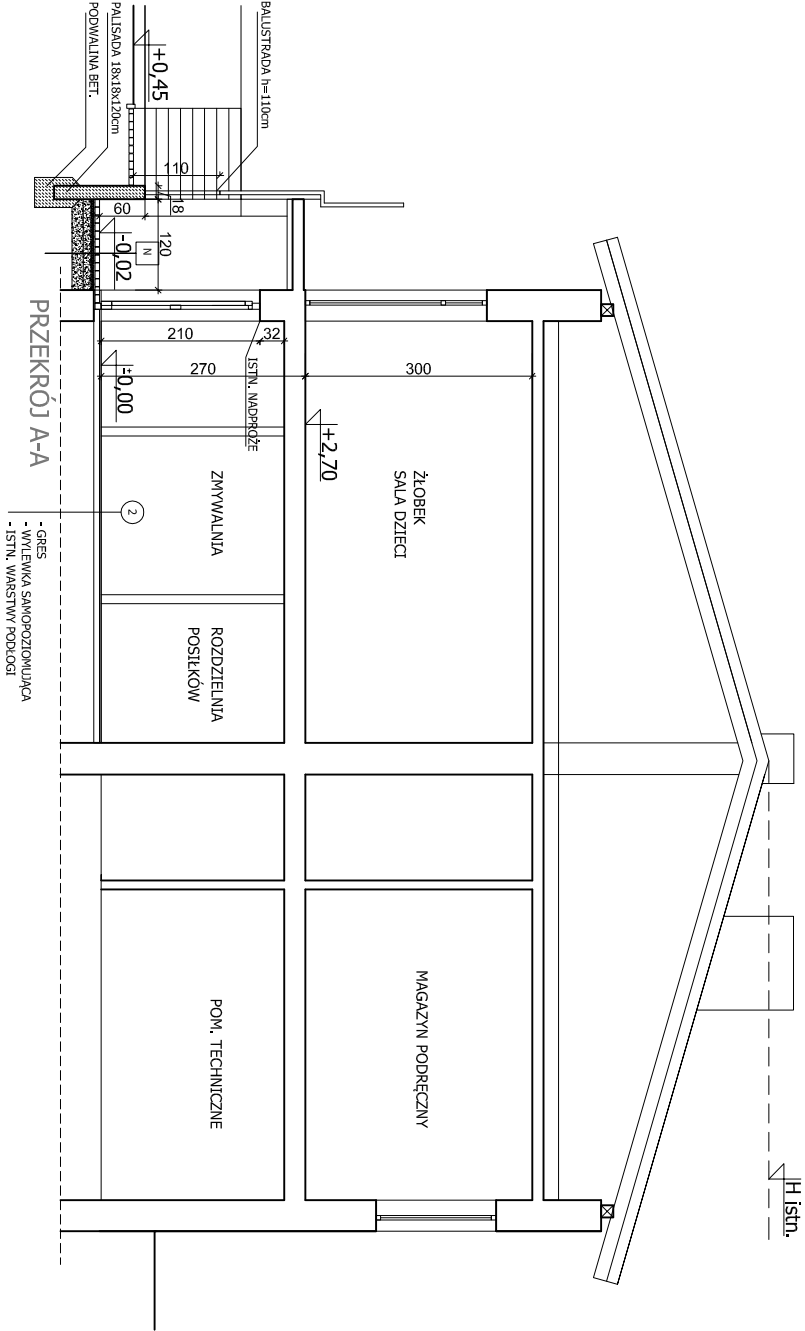 H istn.
BALUSTRADA h=110cm
+0,45
PALISADA 18x18x120cm
PODWALINA BET.
110
18
60
120
N
-0,02
210
32
270
300
ISTN. NADPROŻE
±0,00
+2,70
ŻŁOBEK
SALA DZIECI
ZMYWALNIA
ROZDZIELNIA
POSIŁKÓW
MAGAZYN PODRĘCZNY
POM. TECHNICZNE
2
- GRES
- WYLEWKA SAMOPOZIOMUJĄCA
- ISTN. WARSTWY PODŁOGI
PRZEKRÓJ A-A